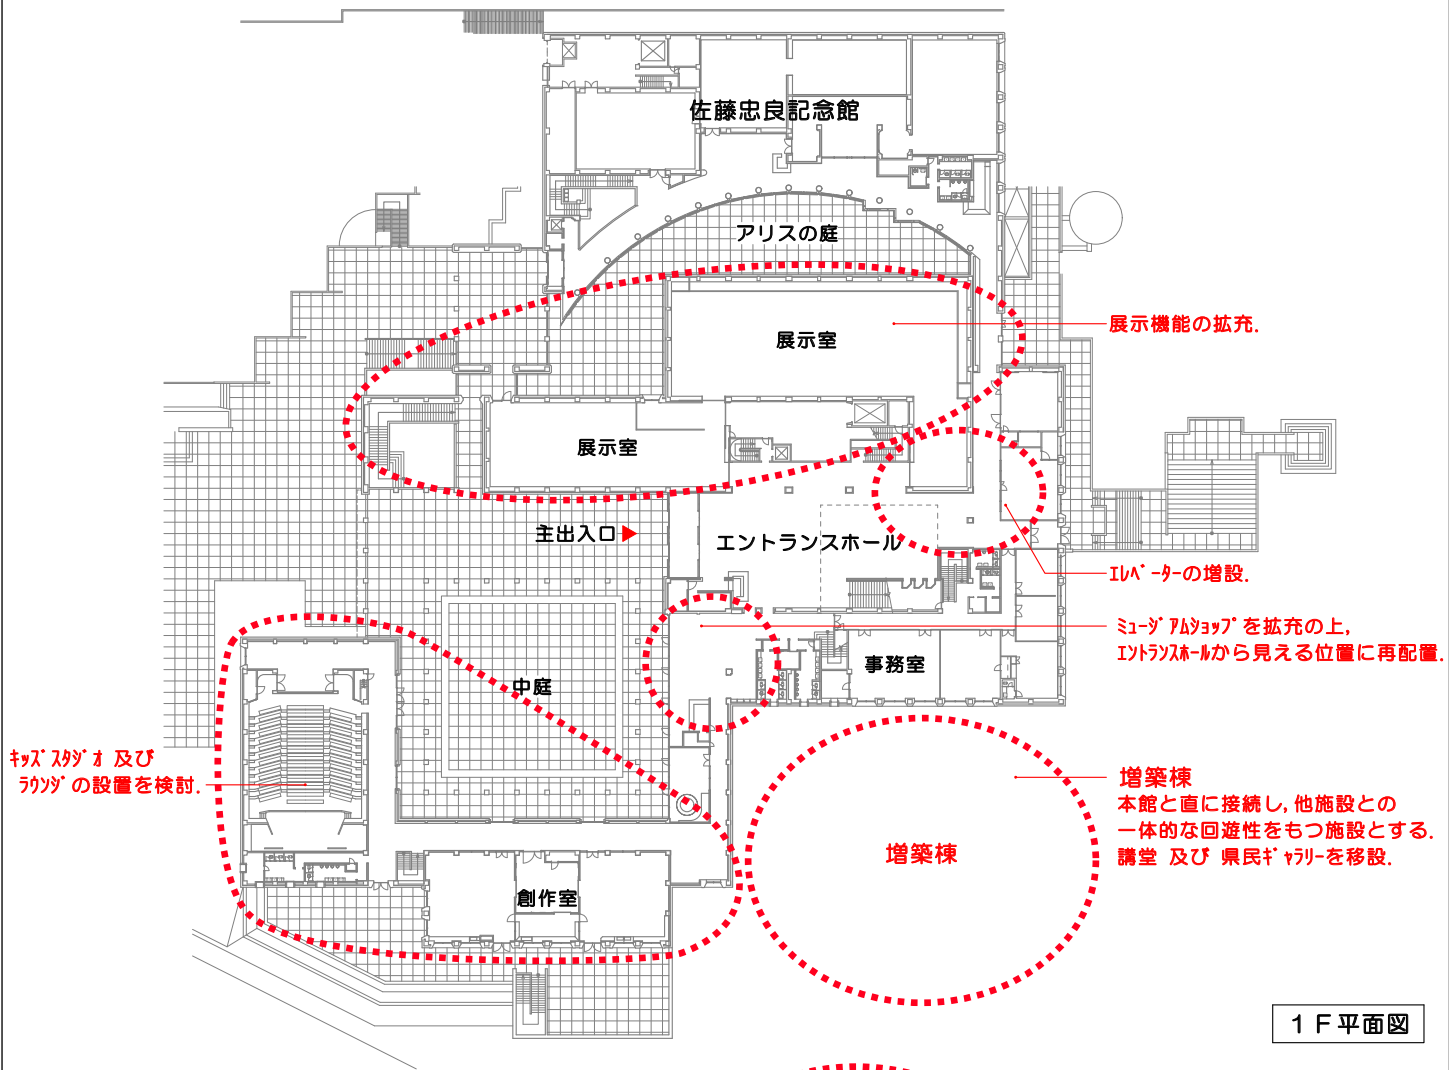 佐藤忠良記念館
アリスの庭
展示室
展示機能の拡充.
展示室
主出入口
エントランスホール
ｴﾚﾍﾞｰﾀｰの増設.
ﾐｭｰｼﾞｱﾑｼｮｯﾌﾟを拡充の上,
ｴﾝﾄﾗﾝｽﾎｰﾙから見える位置に再配置.
事務室
中庭
ｷｯｽﾞｽﾀｼﾞｵ 及び
ﾗｳﾝｼﾞの設置を検討.
増築棟
本館と直に接続し,他施設との
一体的な回遊性をもつ施設とする.
講堂 及び 県民ｷﾞｬﾗﾘｰを移設.
増築棟
創作室
１Ｆ平面図